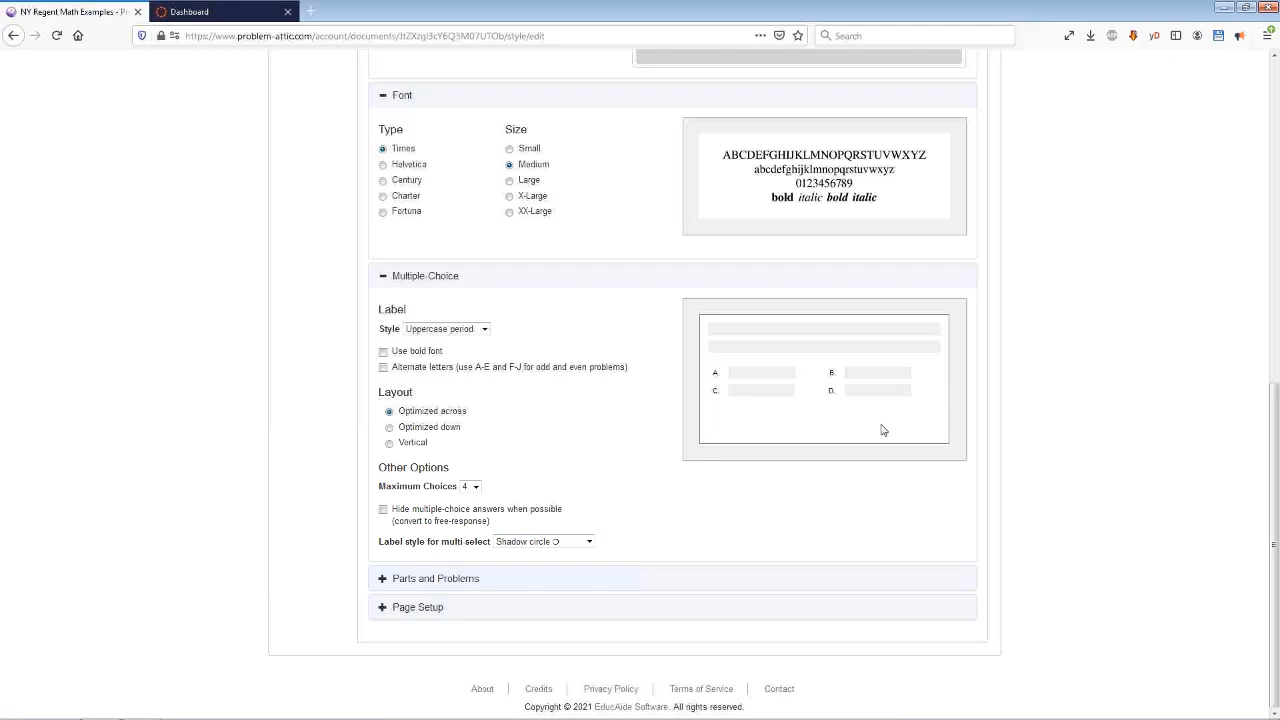 NY Regent Math Examples - Pr
Dashboard
https://www.problem-attic.com/account/documents/JtZXzgi3cY6Q3M07UTOb/style/edit
Search
Font
Type
Size
Times
Small
Helvetica
Medium
Century
Large
Charter
X-Large
Fortuna
XX-Large
ABCDEFGHIJKLMNOPQRSTUVWXYZ
abcdefghijklmnopqrstuvwxyz
0123456789
bold italic bold italic
Multiple-Choice
Label
Style Uppercase period
Use bold font
Alternate letters (use A-E and F-J for odd and even problems)
Layout
Optimized across
Optimized down
Vertical
A. B.
C. D.
Other Options
Maximum Choices 4
Hide multiple-choice answers when possible
(convert to free-response)
Label style for multi-select Shadow circle
Parts and Problems
Page Setup
About Credits Privacy Policy Terms of Service Contact
Copyright © 2021 EducAide Software. All rights reserved.